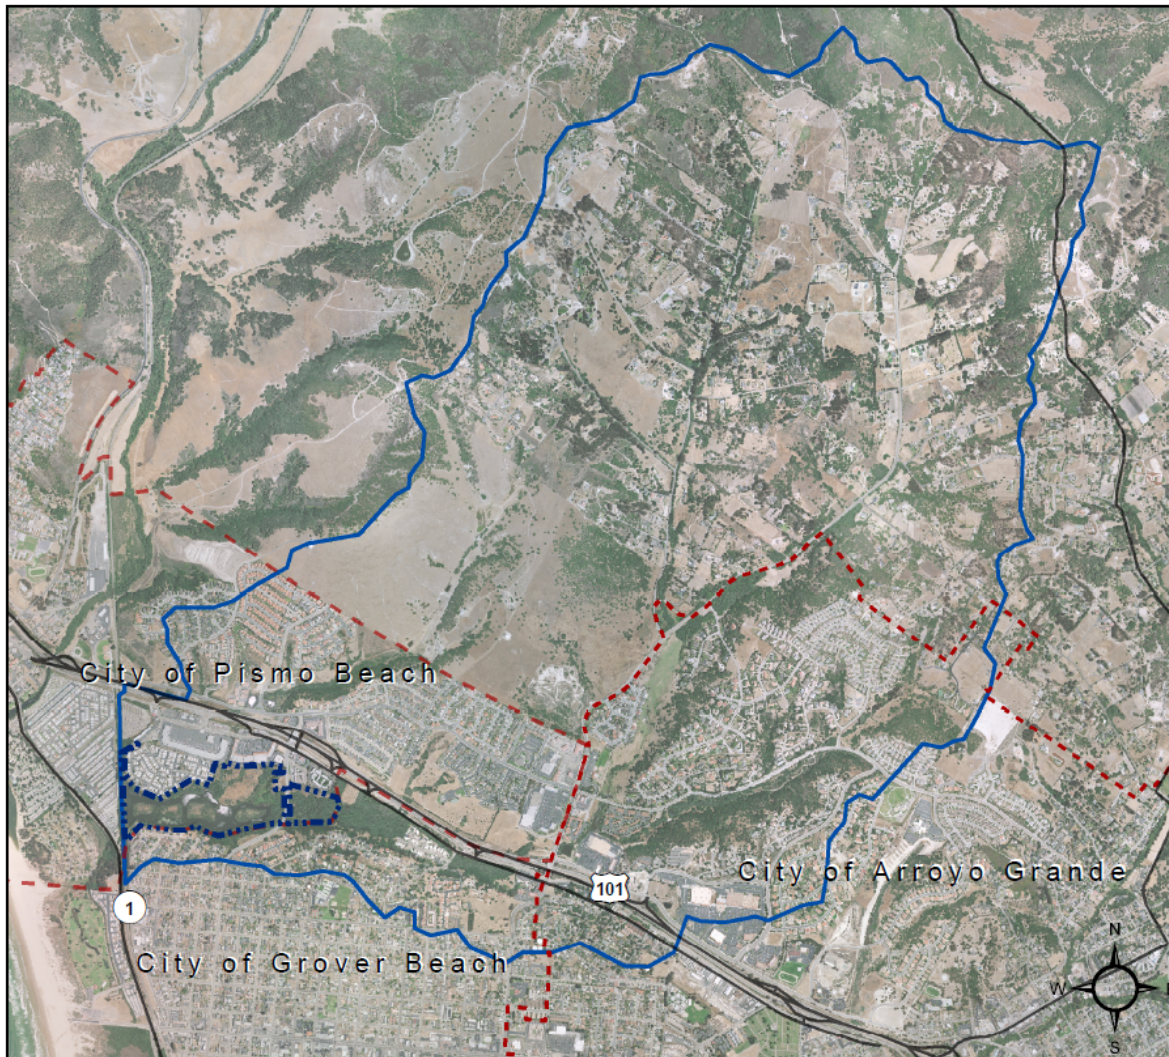 City of Pismo Beach
101
City of Arroyo Grande
1
City of Grover Beach
N
W
E
S